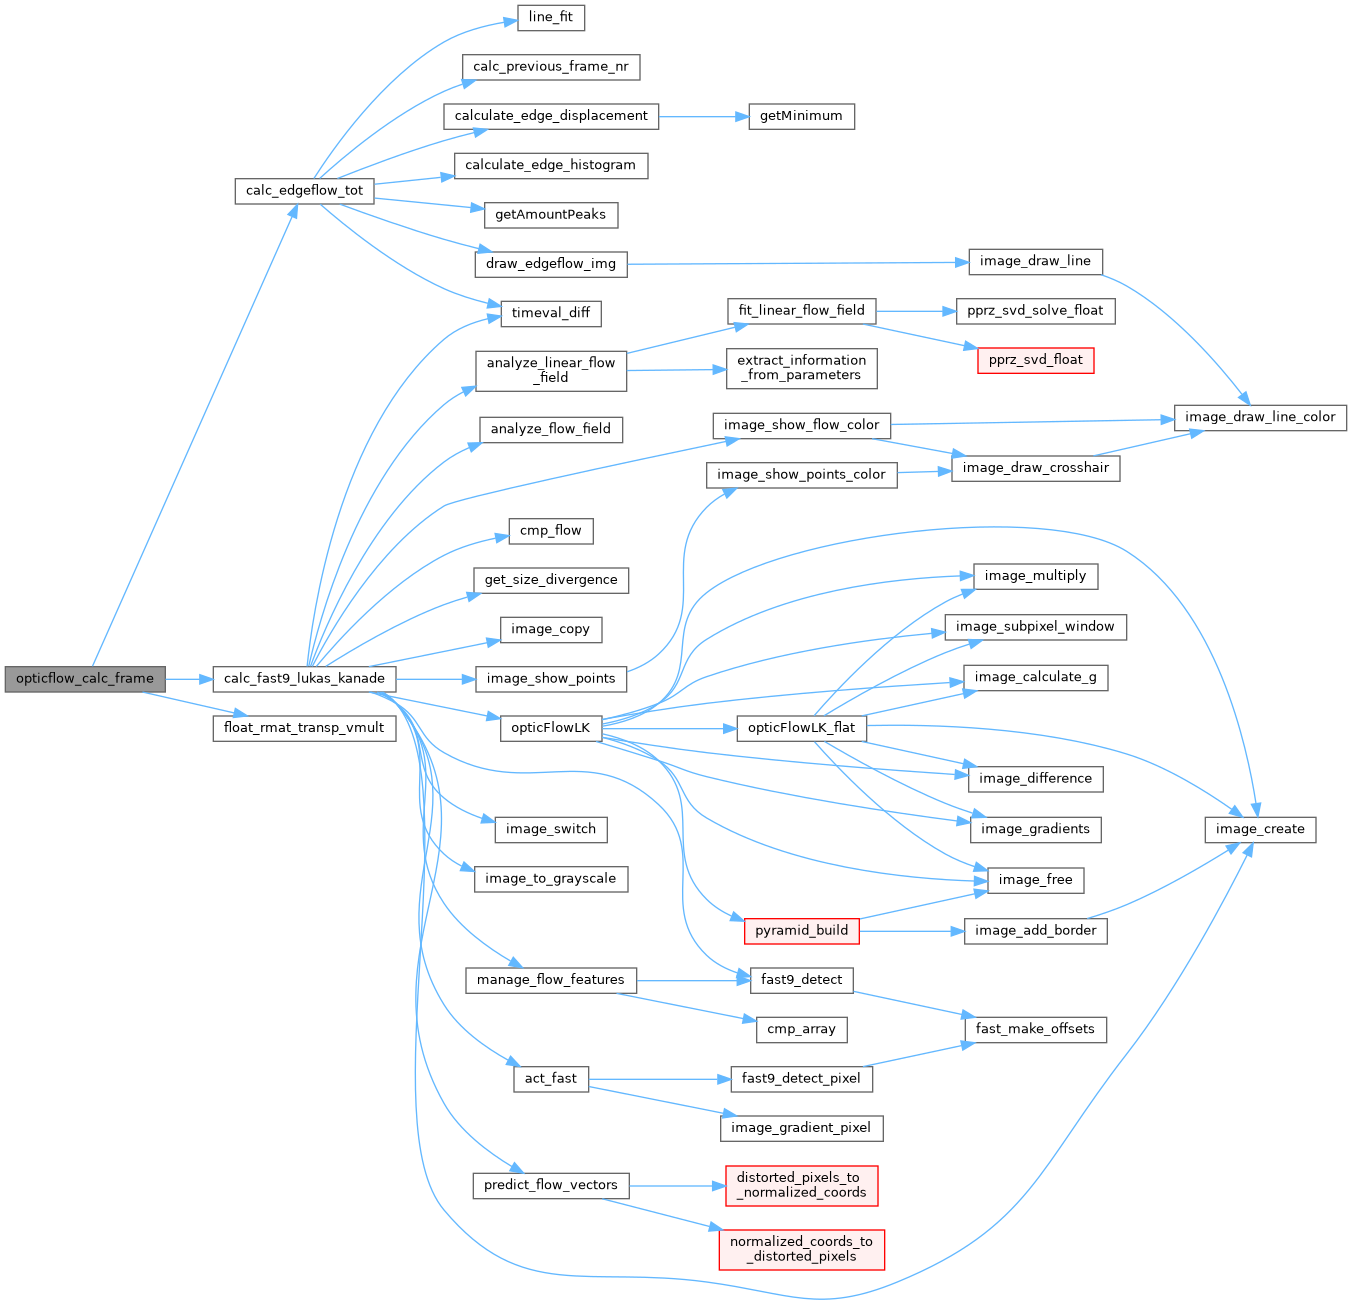 line_fit
calc_previous_frame_nr
calculate_edge_displacement
getMinimum
calculate_edge_histogram
calc_edgeflow_tot
getAmountPeaks
draw_edgeflow_img
image_draw_line
timeval_diff
fit_linear_flow_field
pprz_svd_solve_float
pprz_svd_float
analyze_linear_flow
_field
extract_information
_from_parameters
image_draw_line_color
analyze_flow_field
image_show_flow_color
image_draw_crosshair
image_show_points_color
cmp_flow
get_size_divergence
image_multiply
image_copy
image_subpixel_window
opticflow_calc_frame
calc_fast9_lukas_kanade
image_show_points
image_calculate_g
float_rmat_transp_vmult
opticFlowLK
opticFlowLK_flat
image_difference
image_switch
image_gradients
image_create
image_to_grayscale
image_free
pyramid_build
image_add_border
manage_flow_features
fast9_detect
cmp_array
fast_make_offsets
act_fast
fast9_detect_pixel
image_gradient_pixel
predict_flow_vectors
distorted_pixels_to
_normalized_coords
normalized_coords_to
_distorted_pixels